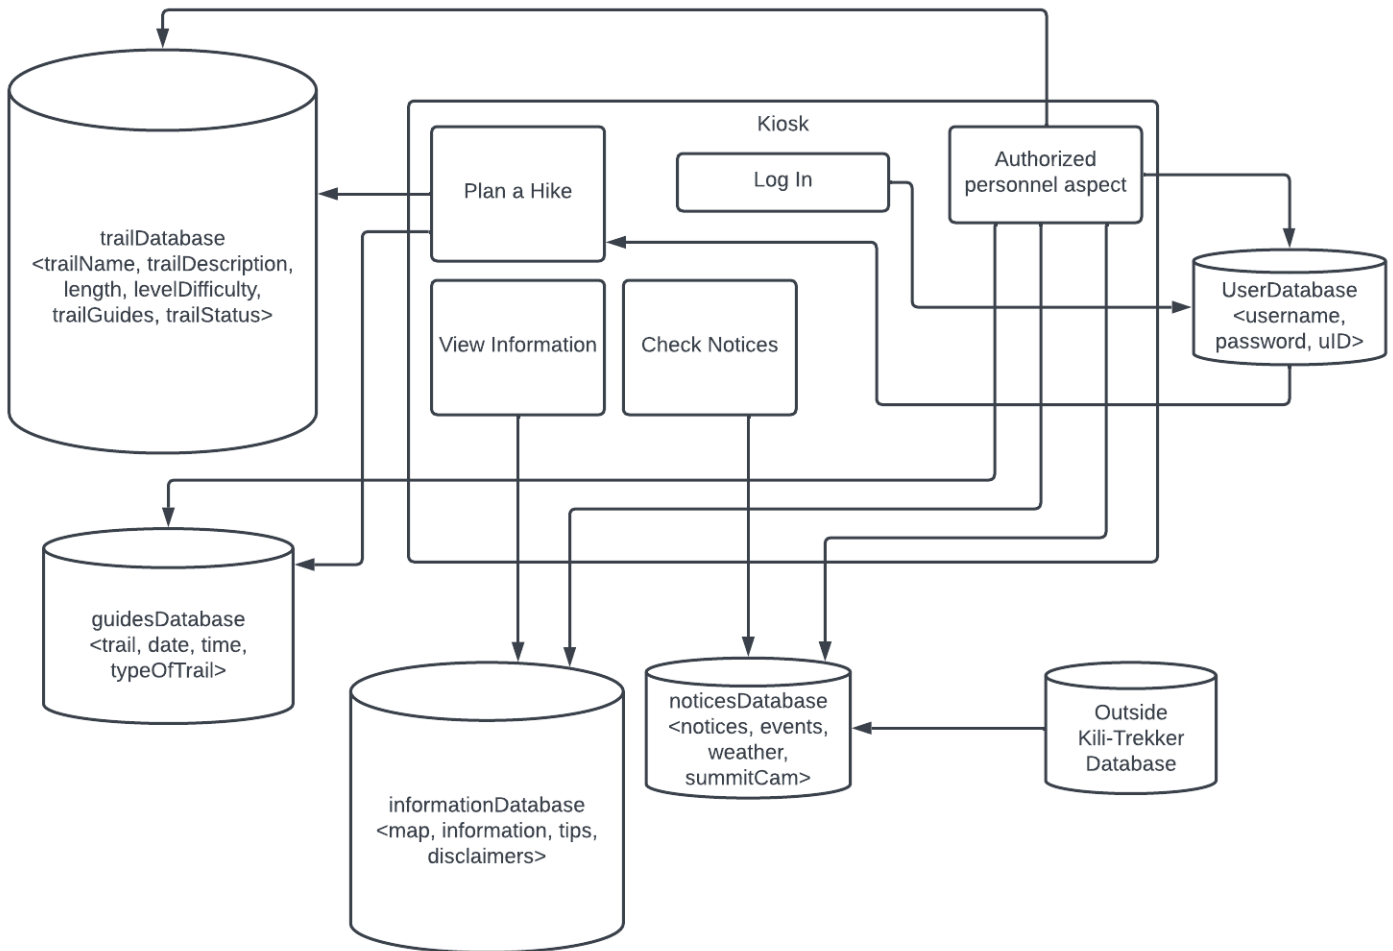 Kiosk
Plan a Hike
Log In
Authorized
personnel aspect
trailDatabase
<trailName, trailDescription,
length, levelDifficulty,
trailGuides, trailStatus>
View Information
Check Notices
UserDatabase
<username,
password, uID>
guidesDatabase
<trail, date, time,
typeOfTrail>
informationDatabase
<map, information, tips,
disclaimers>
noticesDatabase
<notices, events,
weather,
summitCam>
Outside
Kili-Trekker
Database